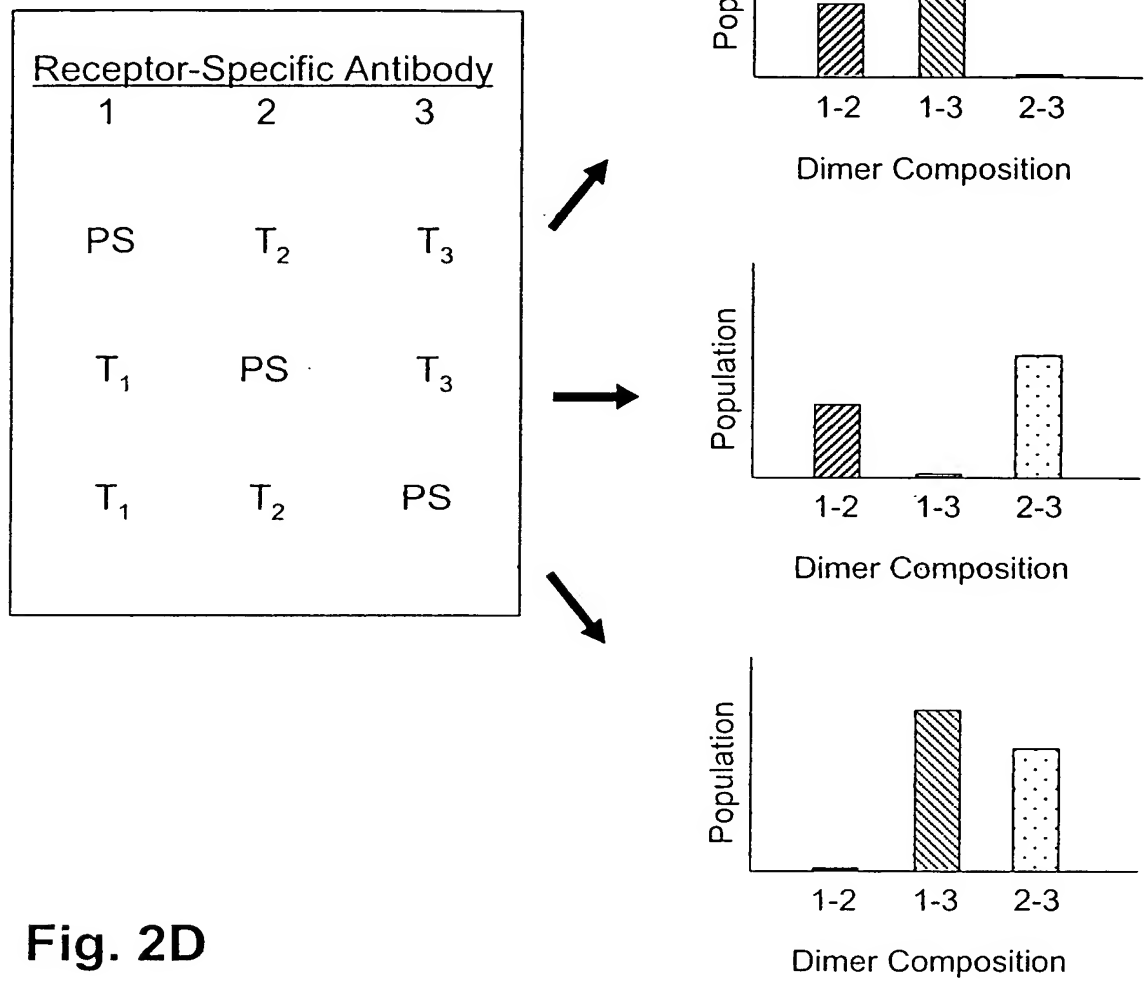 Receptor-Specific Antibody
1 2 3
PS T₂ T₃
T₁ PS T₃
T₁ T₂ PS
Pop
1-2 1-3 2-3
Dimer Composition
Population
1-2 1-3 2-3
Dimer Composition
Population
1-2 1-3 2-3
Dimer Composition
Fig. 2D